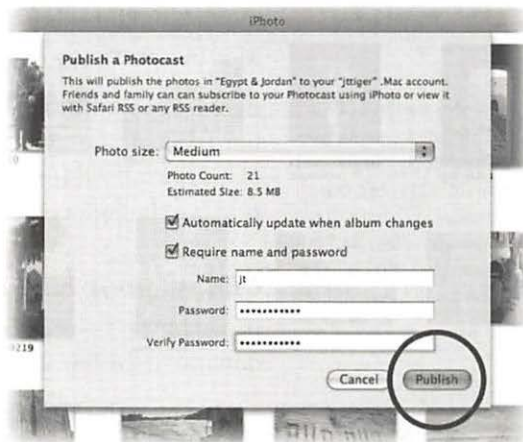 iPhoto
Publish a Photocast
This will publish the photos in "Egypt & Jordan" to your "jttiger" .Mac account.
Friends and family can can subscribe to your Photocast using iPhoto or view it
with Safari RSS or any RSS reader.
Photo size: Medium
Photo Count: 21
Estimated Size: 8.5 MB
Automatically update when album changes
Require name and password
Name: jt
Password: •••••••••••
Verify Password: •••••••••••
0219
Cancel Publish